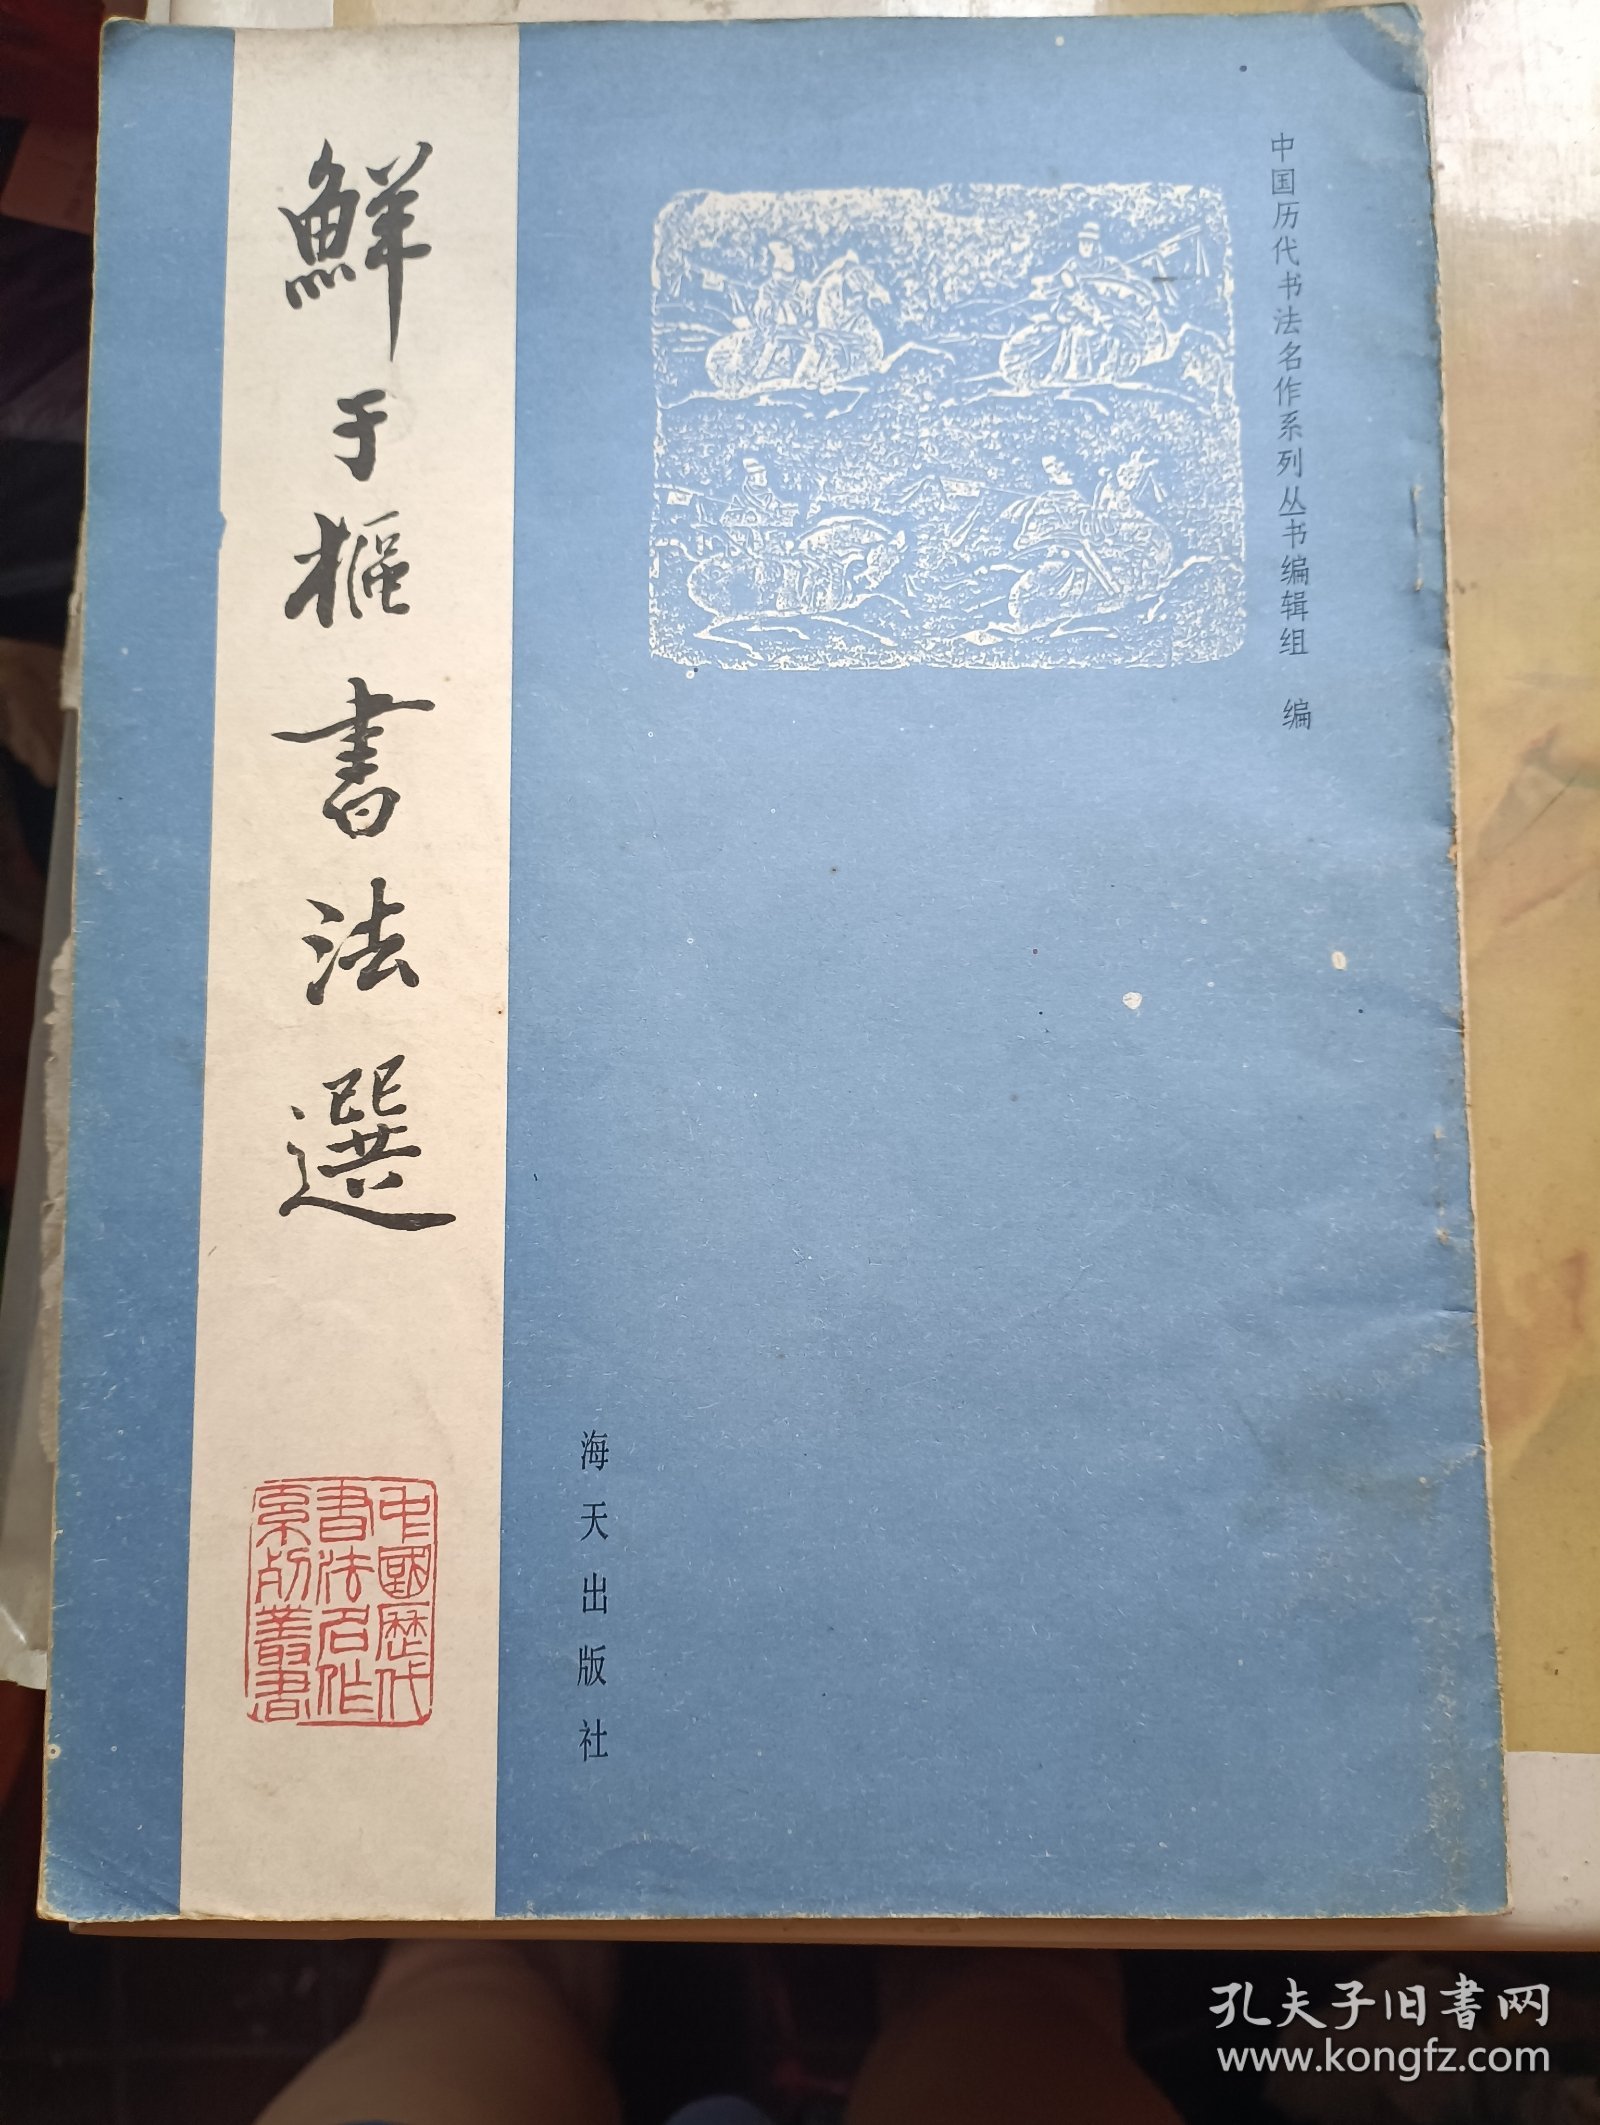 中国历代书法名作系列丛书编辑组 编
鮮于樞書法選
海天出版社
中國歷代
書法名作
系列叢書
孔夫子旧书网
www.kongfz.com